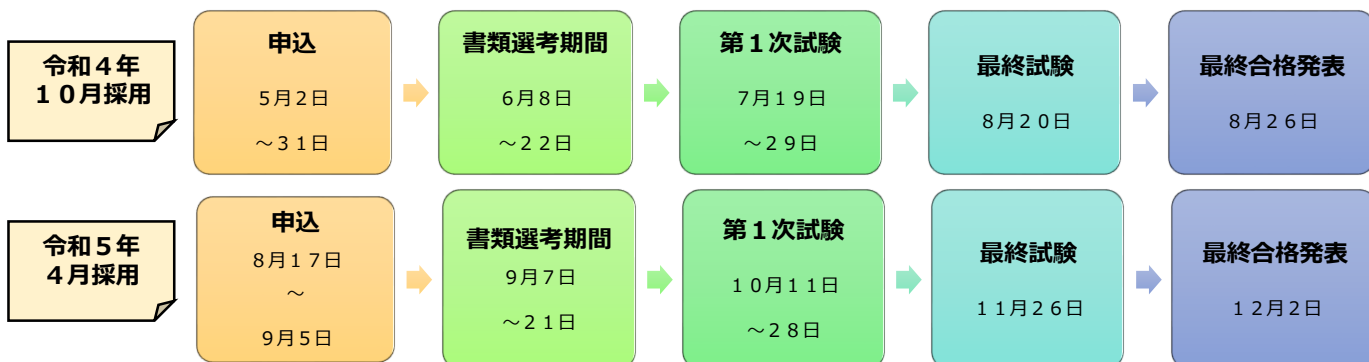 令和４年
１０月採用
申込
５月２日
～３１日
書類選考期間
６月８日
～２２日
第１次試験
７月１９日
～２９日
最終試験
８月２０日
最終合格発表
８月２６日
令和５年
４月採用
申込
８月１７日
～
９月５日
書類選考期間
９月７日
～２１日
第１次試験
１０月１１日
～２８日
最終試験
１１月２６日
最終合格発表
１２月２日